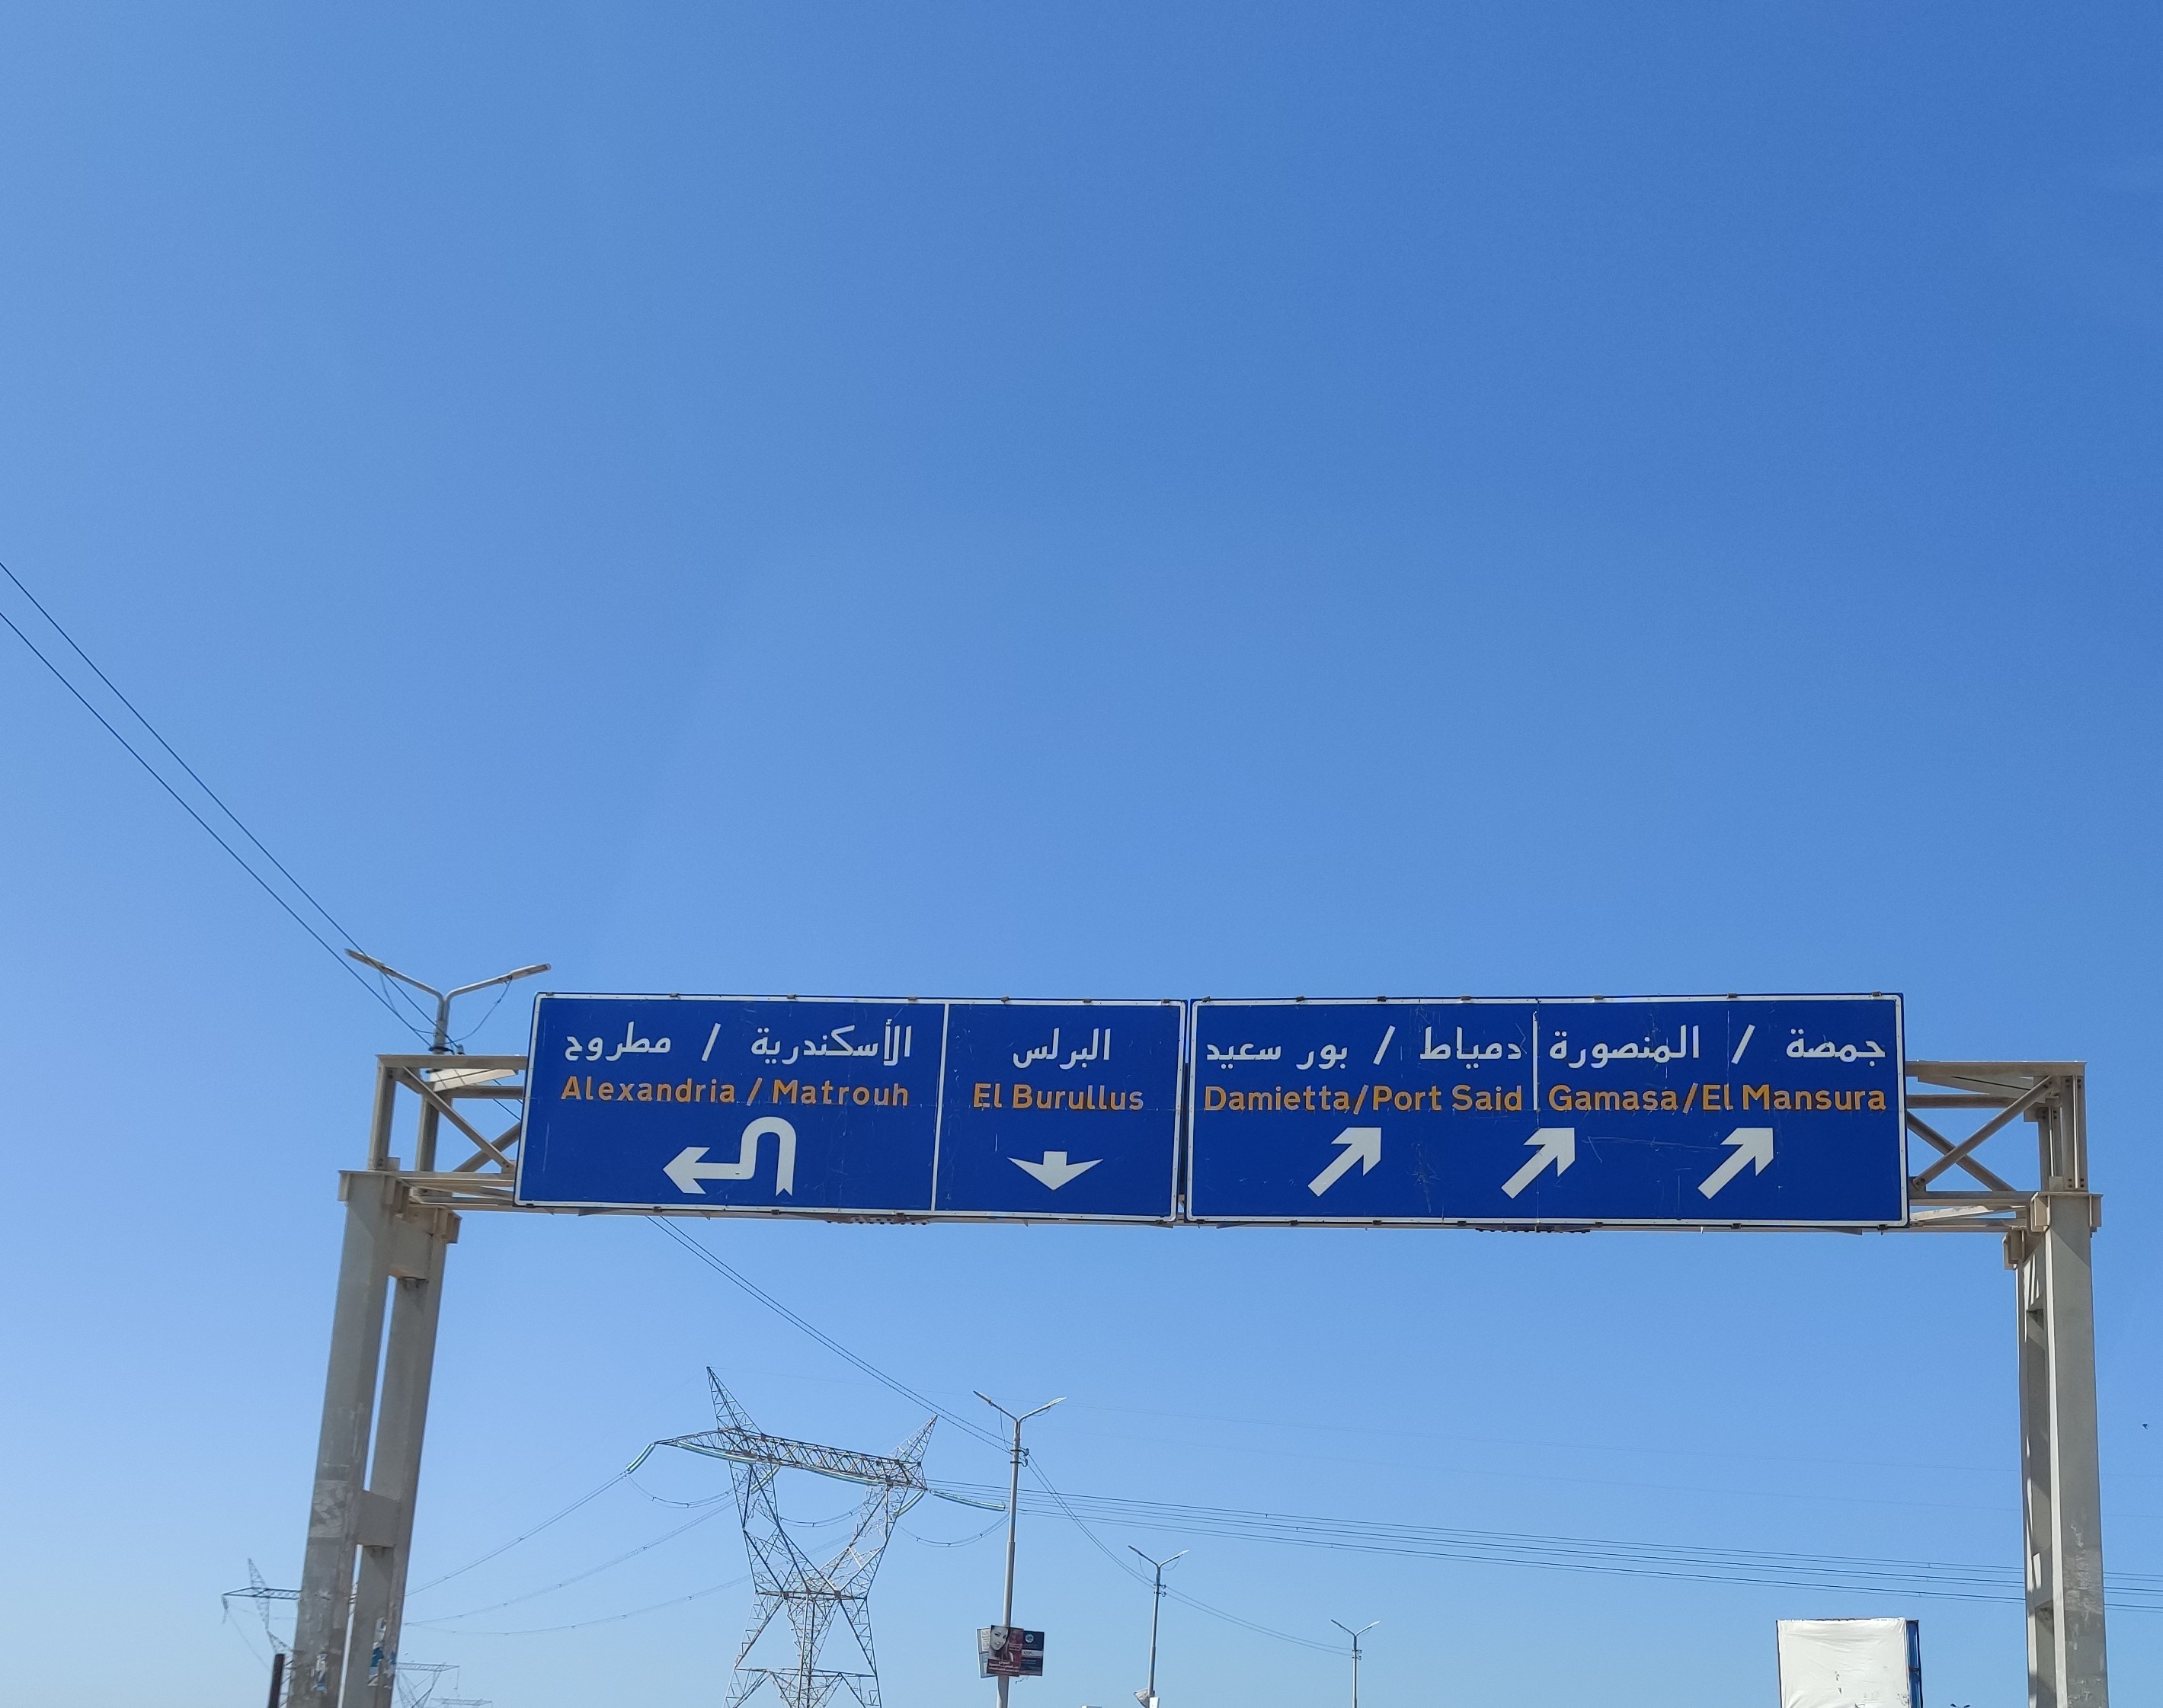 الأسكندرية / مطروح
Alexandria / Matrouh
البرلس
El Burullus
دمياط / بور سعيد
Damietta/Port Said
جمصة / المنصورة
Gamasa/El Mansura